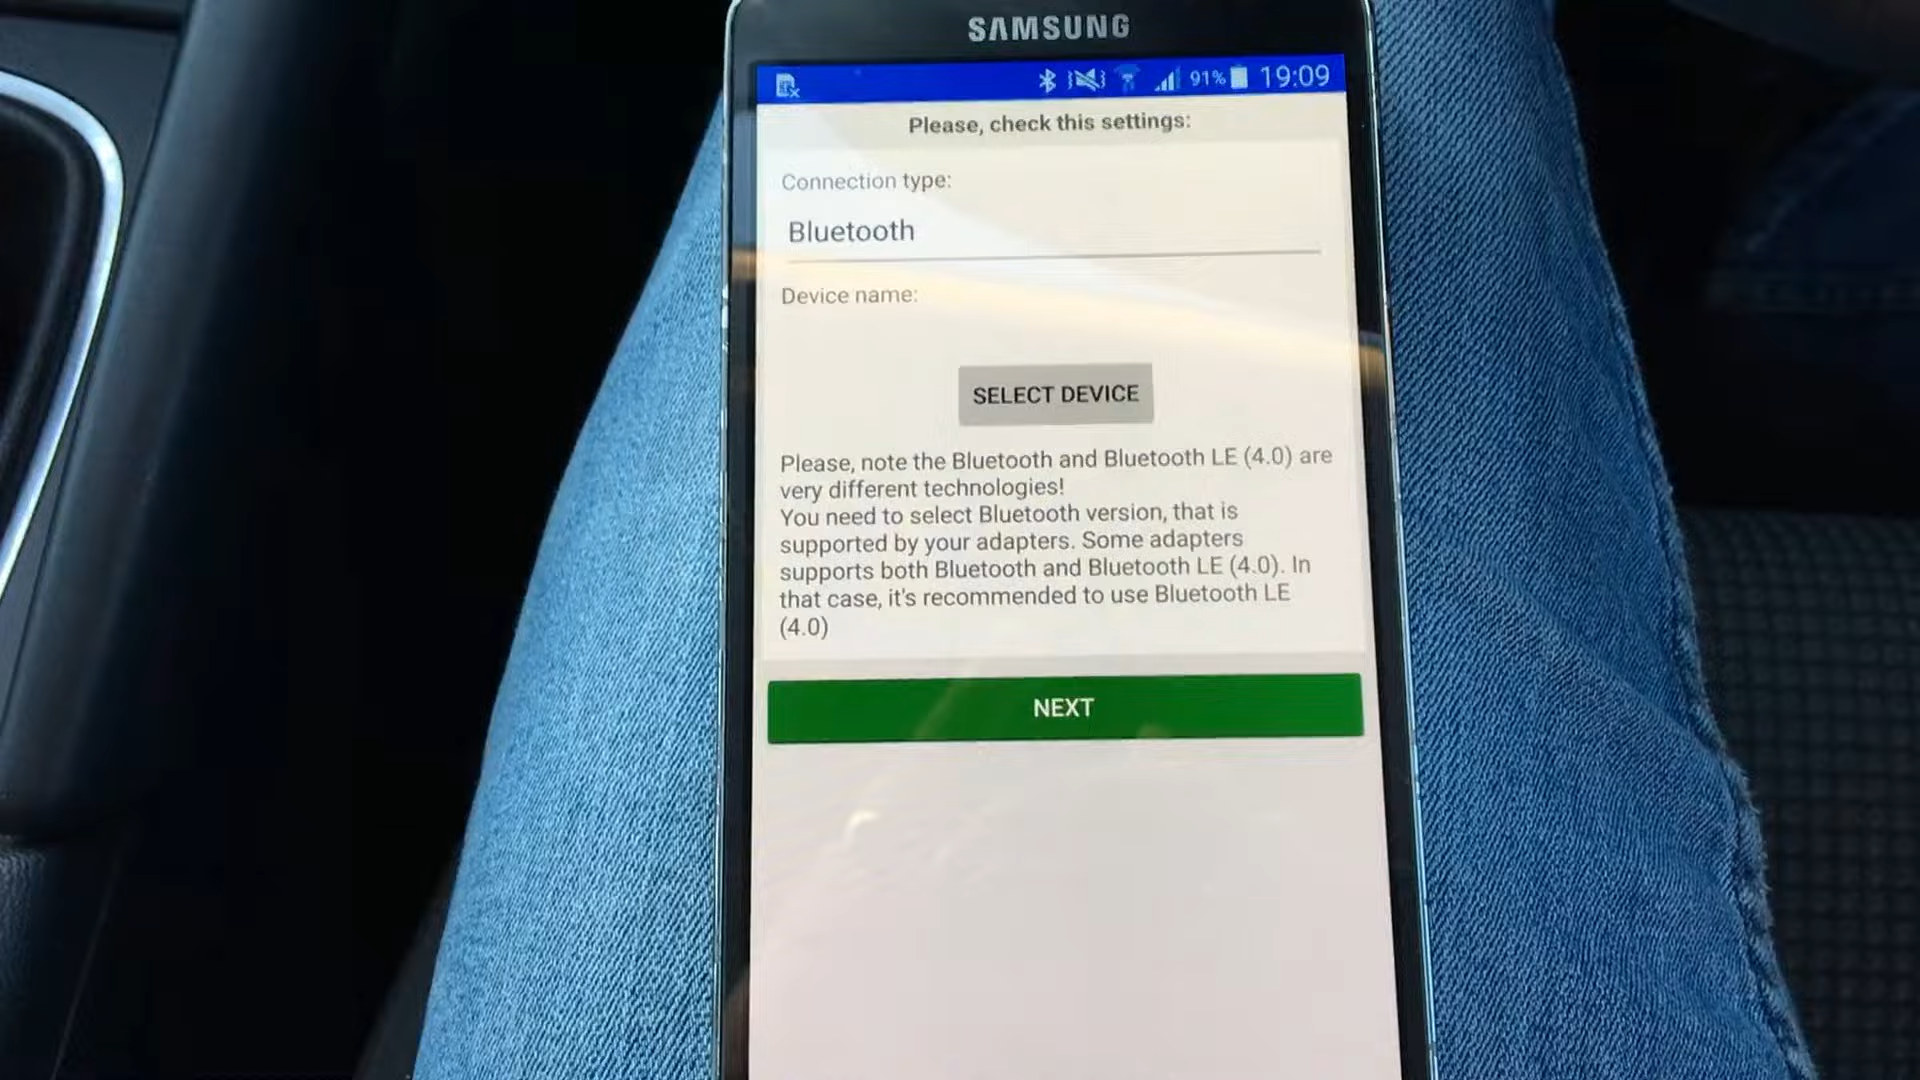 SAMSUNG
91% 19:09
Please, check this settings:
Connection type:
Bluetooth
Device name:
SELECT DEVICE
Please, note the Bluetooth and Bluetooth LE (4.0) are
very different technologies!
You need to select Bluetooth version, that is
supported by your adapters. Some adapters
supports both Bluetooth and Bluetooth LE (4.0). In
that case, it's recommended to use Bluetooth LE
(4.0)
NEXT